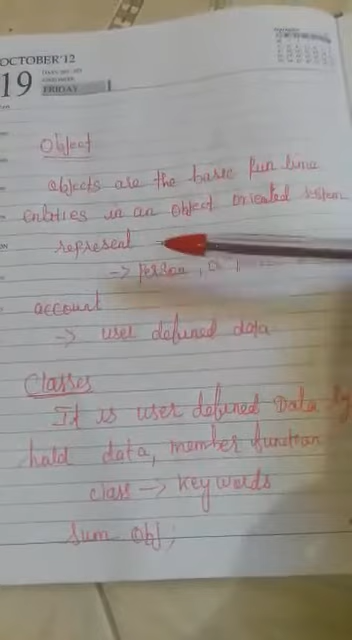 OCTOBER'12
19
FRIDAY
Object
objects are the basic Run time
entities in an object oriented system
represent
-> person, a
account
-> user defined data
Classes
It is user defined Data ty
hold data, member function
class -> keywords
sum obj;